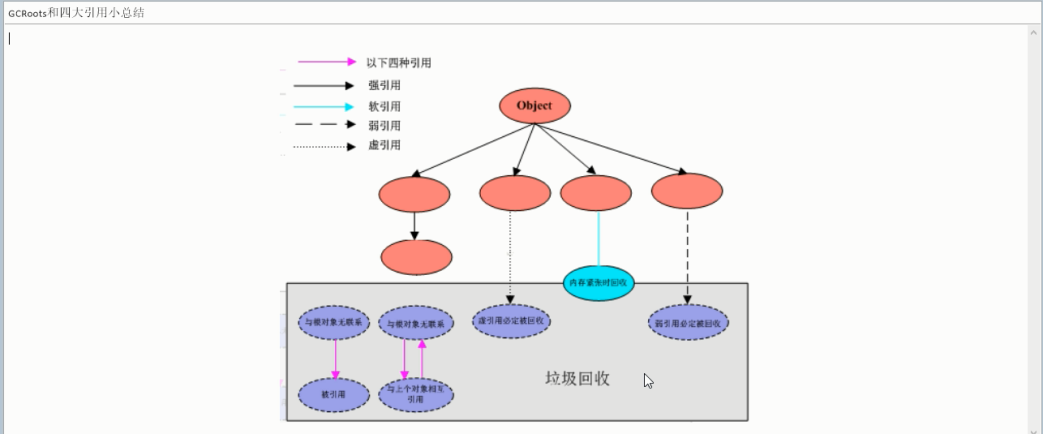 GCRoots和四大引用小总结
以下四种引用
强引用
软引用
弱引用
虚引用
Object
内存紧张时回收
与根对象无联系
与根对象无联系
虚引用必定被回收
弱引用必定被回收
被引用
与上个对象相互
引用
垃圾回收